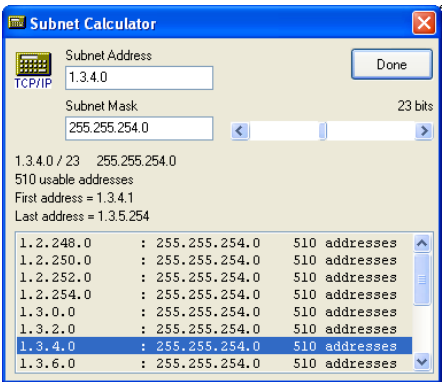 Subnet Calculator
Subnet Address
Done
1.3.4.0
TCP/IP
Subnet Mask
23 bits
255.255.254.0
1.3.4.0 / 23 255.255.254.0
510 usable addresses
First address = 1.3.4.1
Last address = 1.3.5.254
1.2.248.0 : 255.255.254.0 510 addresses
1.2.250.0 : 255.255.254.0 510 addresses
1.2.252.0 : 255.255.254.0 510 addresses
1.2.254.0 : 255.255.254.0 510 addresses
1.3.0.0 : 255.255.254.0 510 addresses
1.3.2.0 : 255.255.254.0 510 addresses
1.3.4.0 : 255.255.254.0 510 addresses
1.3.6.0 : 255.255.254.0 510 addresses